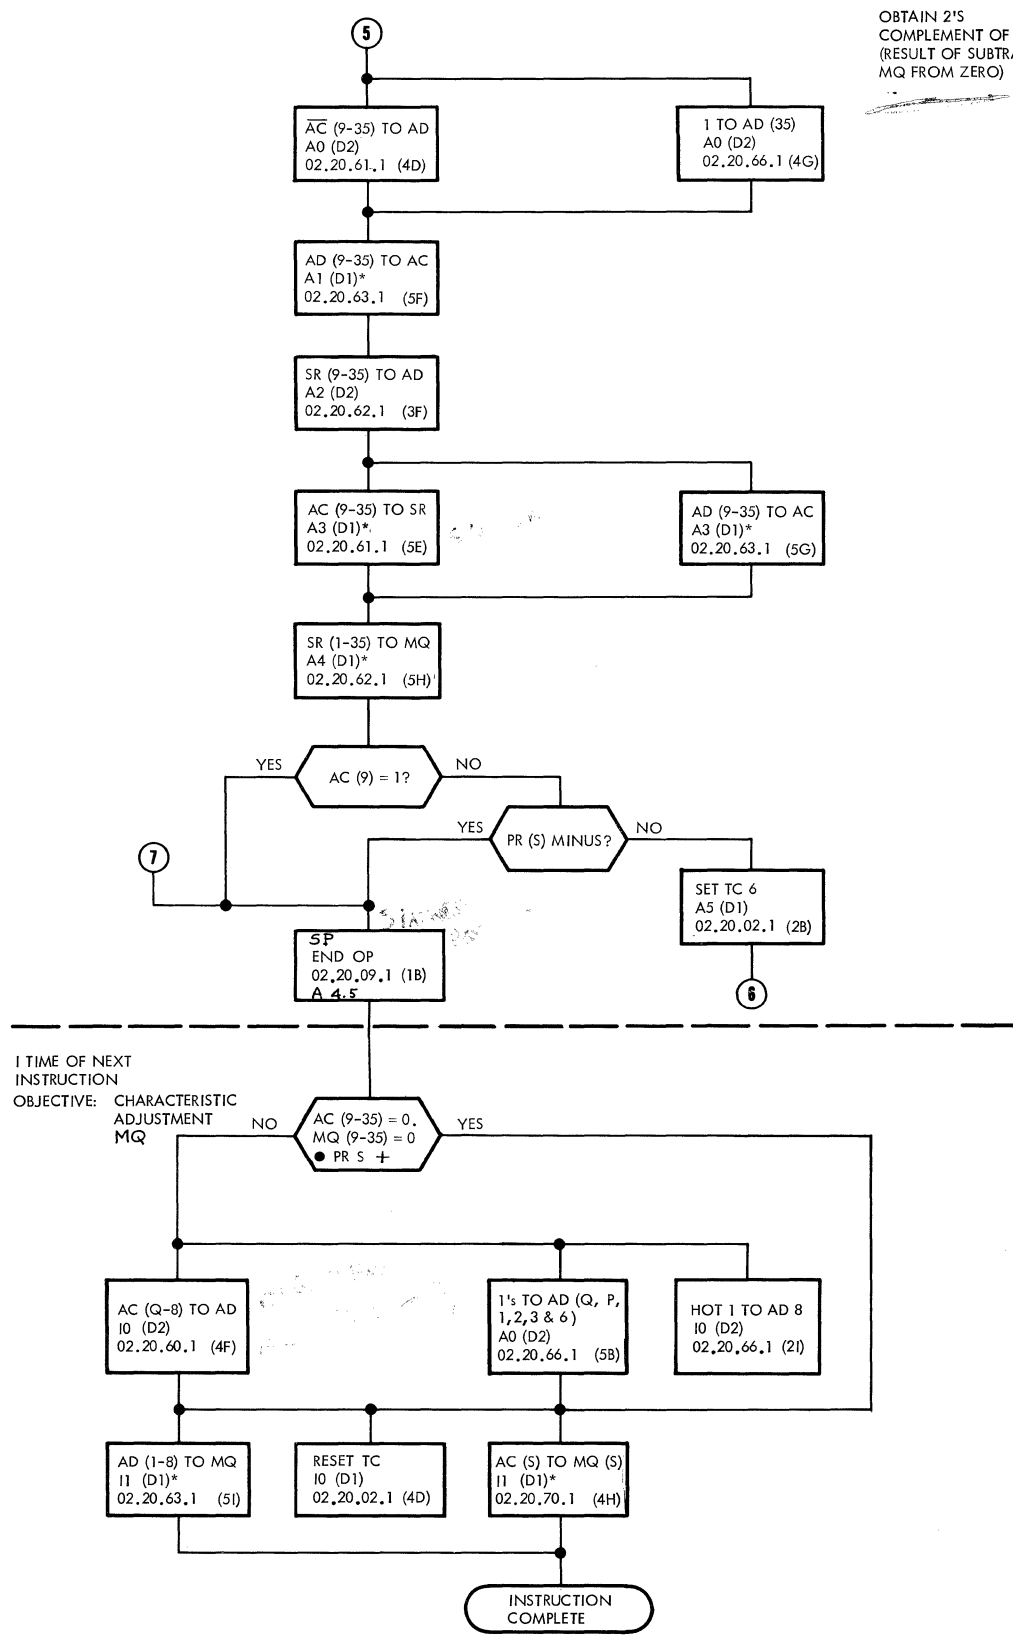 5
OBTAIN 2'S
COMPLEMENT OF
(RESULT OF
MQ FROM ZERO)
AC (9-35) TO AD
A0 (D2)
02.20.61.1 (4D)
1 TO AD (35)
A0 (D2)
02.20.66.1 (4G)
AD (9-35) TO AC
A1 (D1)*
02.20.63.1 (5F)
SR (9-35) TO AD
A2 (D2)
02.20.62.1 (3F)
AC (9-35) TO SR
A3 (D1)*
02.20.61.1 (5E)
AD (9-35) TO AC
A3 (D1)*
02.20.63.1 (5G)
SR (1-35) TO MQ
A4 (D1)*
02.20.62.1 (5H)
YES
AC (9) = 1?
NO
YES
PR (S) MINUS?
NO
7
SET TC 6
A5 (D1)
02.20.02.1 (2B)
SP
END OP
02.20.09.1 (1B)
A 4.5
6
I TIME OF NEXT
INSTRUCTION
OBJECTIVE: CHARACTERISTIC
ADJUSTMENT
MQ
NO
AC (9-35) = 0.
MQ (9-35) = 0
● PR S +
YES
AC (Q-8) TO AD
I0 (D2)
02.20.60.1 (4F)
1's TO AD (Q, P,
1,2,3 & 6)
A0 (D2)
02.20.66.1 (5B)
HOT 1 TO AD 8
I0 (D2)
02.20.66.1 (2I)
AD (1-8) TO MQ
I1 (D1)*
02.20.63.1 (5I)
RESET TC
I0 (D1)
02.20.02.1 (4D)
AC (S) TO MQ (S)
I1 (D1)*
02.20.70.1 (4H)
INSTRUCTION
COMPLETE